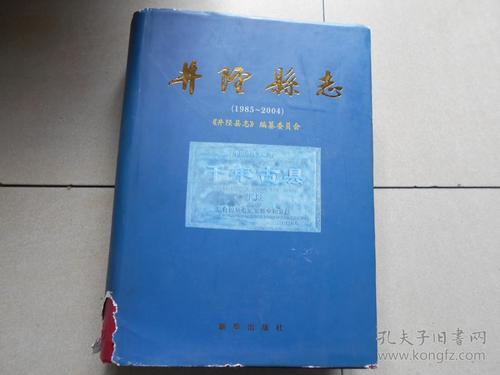 井陉縣志
(1985~2004)
《井陉县志》编纂委员会
千年古县
新华出版社
孔夫子旧书网
www.kongfz.com